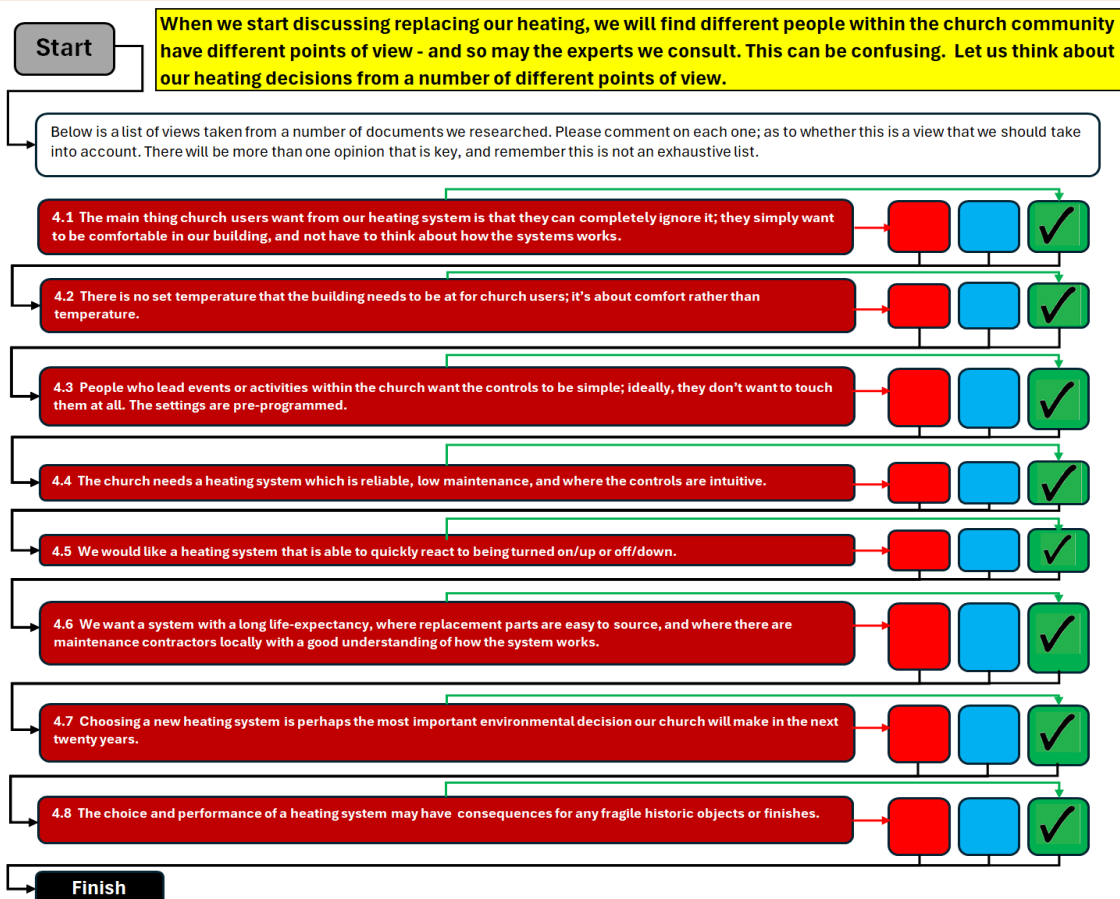 Start
When we start discussing replacing our heating, we will find different people within the church community
have different points of view - and so may the experts we consult. This can be confusing. Let us think about
our heating decisions from a number of different points of view.
Below is a list of views taken from a number of documents we researched. Please comment on each one; as to whether this is a view that we should take
into account. There will be more than one opinion that is key, and remember this is not an exhaustive list.
4.1 The main thing church users want from our heating system is that they can completely ignore it; they simply want
to be comfortable in our building, and not have to think about how the systems works.
4.2 There is no set temperature that the building needs to be at for church users; it's about comfort rather than
temperature.
4.3 People who lead events or activities within the church want the controls to be simple; ideally, they don't want to touch
them at all. The settings are pre-programmed.
4.4 The church needs a heating system which is reliable, low maintenance, and where the controls are intuitive.
4.5 We would like a heating system that is able to quickly react to being turned on/up or off/down.
4.6 We want a system with a long life-expectancy, where replacement parts are easy to source, and where there are
maintenance contractors locally with a good understanding of how the system works.
4.7 Choosing a new heating system is perhaps the most important environmental decision our church will make in the next
twenty years.
4.8 The choice and performance of a heating system may have consequences for any fragile historic objects or finishes.
Finish